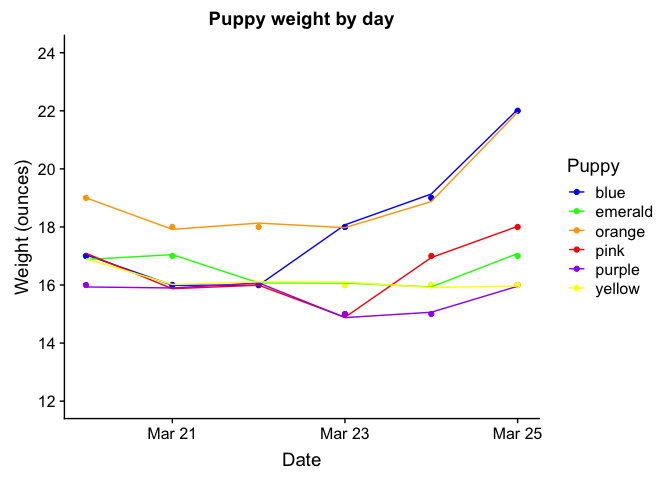 Puppy weight by day
24
22
20
18
16
14
12
Weight (ounces)
Mar 21
Mar 23
Mar 25
Date
Puppy
blue
emerald
orange
pink
purple
yellow